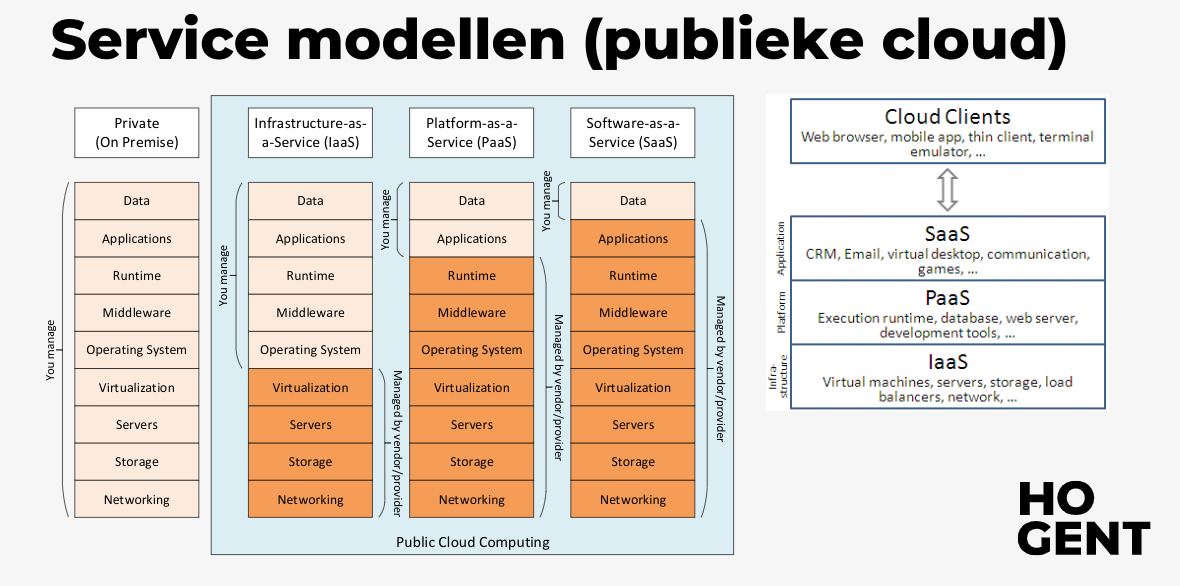 Service modellen (publieke cloud)
Private
(On Premise)
You manage
Data
Applications
Runtime
Middleware
Operating System
Virtualization
Servers
Storage
Networking
Infrastructure-as-
a-Service (IaaS)
You manage
Data
Applications
Runtime
Middleware
Operating System
Virtualization
Servers
Storage
Networking
Managed by vendor/provider
Platform-as-a-
Service (PaaS)
You manage
Data
Applications
Runtime
Middleware
Operating System
Virtualization
Servers
Storage
Networking
Managed by vendor/provider
Software-as-a-
Service (SaaS)
You manage
Data
Applications
Runtime
Middleware
Operating System
Virtualization
Servers
Storage
Networking
Managed by vendor/provider
Public Cloud Computing
Cloud Clients
Web browser, mobile app, thin client, terminal
emulator, ...
Application
SaaS
CRM, Email, virtual desktop, communication,
games, ...
Platform
PaaS
Execution runtime, database, web server,
development tools, ...
Infra-
structure
IaaS
Virtual machines, servers, storage, load
balancers, network, ...
HO
GENT